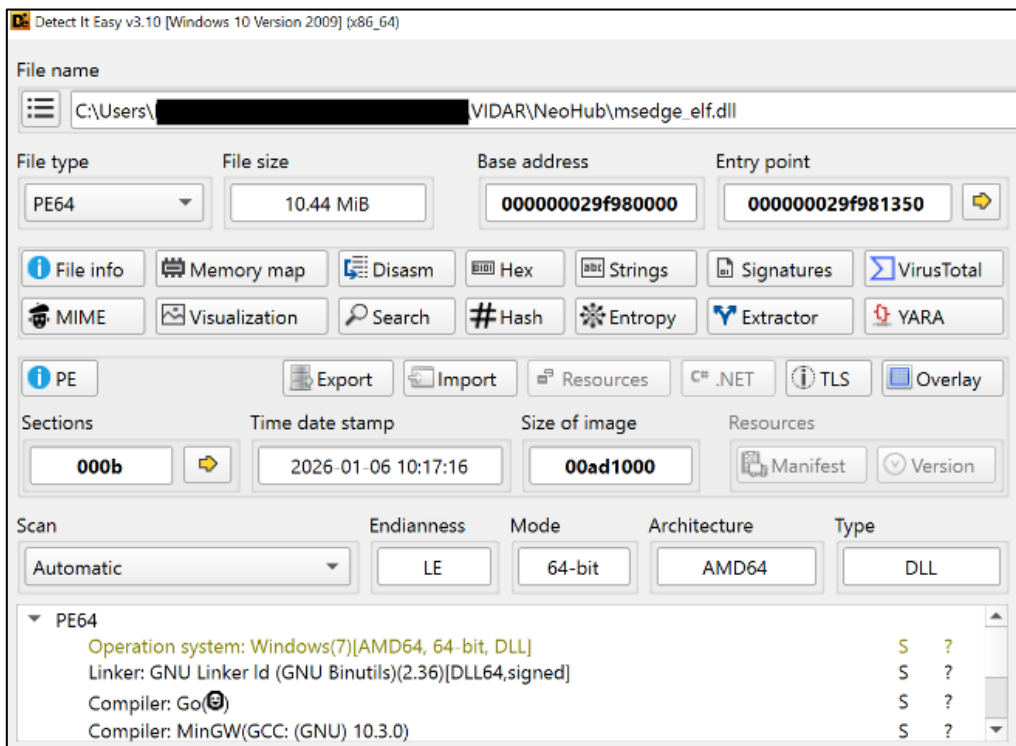 Detect It Easy v3.10 [Windows 10 Version 2009] (x86_64)
File name
C:\Users\ VIDAR\NeoHub\msedge_elf.dll
File type File size Base address Entry point
PE64 10.44 MiB 000000029f980000 000000029f981350
File info Memory map Disasm Hex Strings Signatures VirusTotal
MIME Visualization Search Hash Entropy Extractor YARA
PE Export Import Resources C# .NET TLS Overlay
Sections Time date stamp Size of image Resources
000b 2026-01-06 10:17:16 00ad1000 Manifest Version
Scan Endianness Mode Architecture Type
Automatic LE 64-bit AMD64 DLL
PE64
Operation system: Windows(7)[AMD64, 64-bit, DLL] S ?
Linker: GNU Linker ld (GNU Binutils)(2.36)[DLL64,signed] S ?
Compiler: Go() S ?
Compiler: MinGW(GCC: (GNU) 10.3.0) S ?